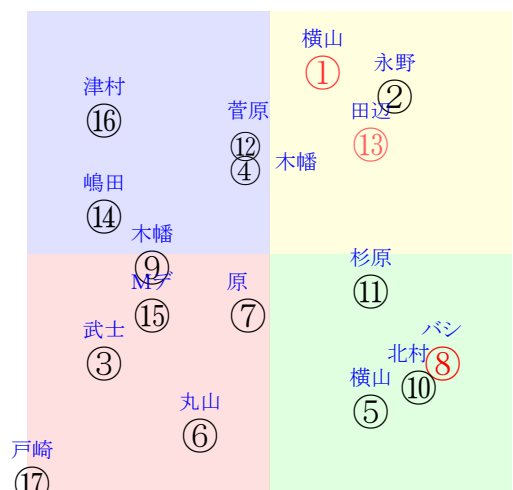 横山
①
永野
②
津村
⑯
菅原
⑫
田辺
⑬
④
木幡
嶋田
⑭
木幡
⑨
Mデ
⑮
原
⑦
杉原
⑪
武士
③
バシ
⑧
北村
⑩
横山
⑤
丸山
⑥
戸崎
⑰